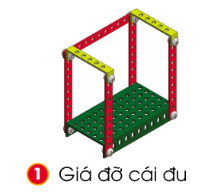 1 Giá đỡ cái đu